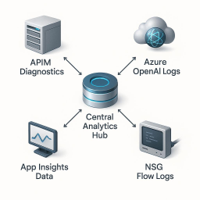 APIM
Diagnostics
Azure
OpenAI Logs
Central
Analytics
Hub
App Insights
Data
NSG
Flow Logs